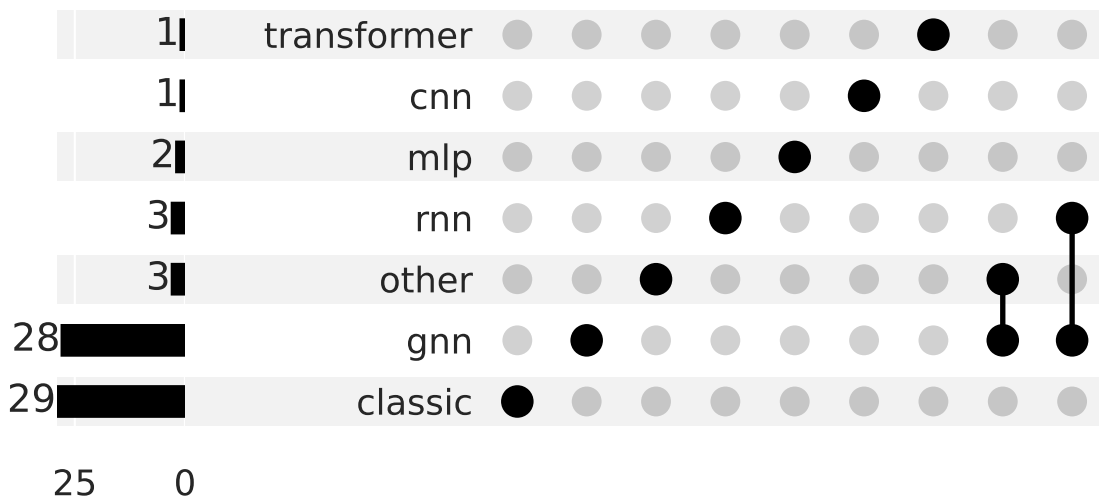 1 transformer
1 cnn
2 mlp
3 rnn
3 other
28 gnn
29 classic
25 0